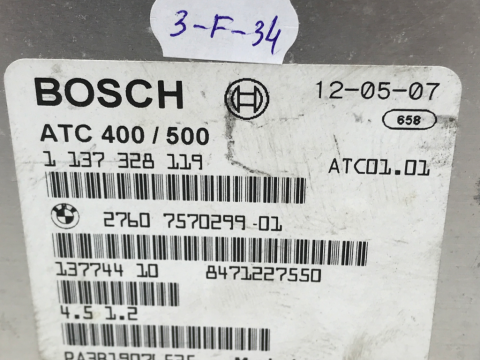 3-F-34
BOSCH 12-05-07
658
ATC 400 / 500
1 137 328 119 ATC01.01
2760 7570299-01
137744 10 8471227550
4.5 1.2